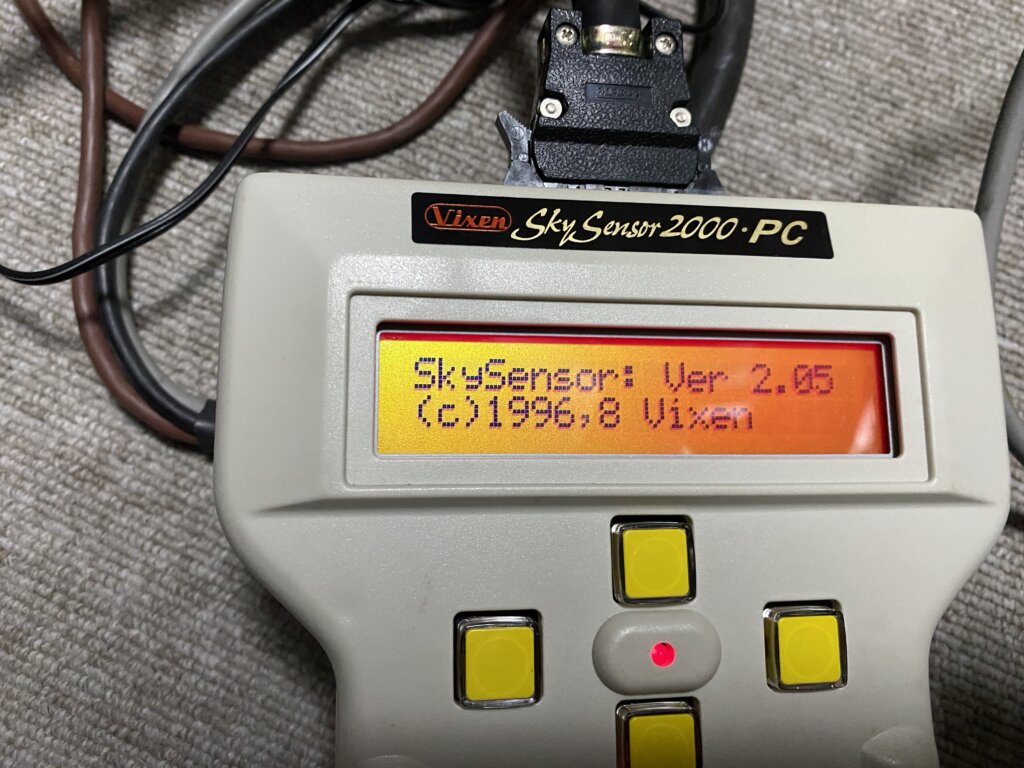 Vixen SkySensor2000・PC
SkySensor: Ver 2.05
(c)1996,8 Vixen